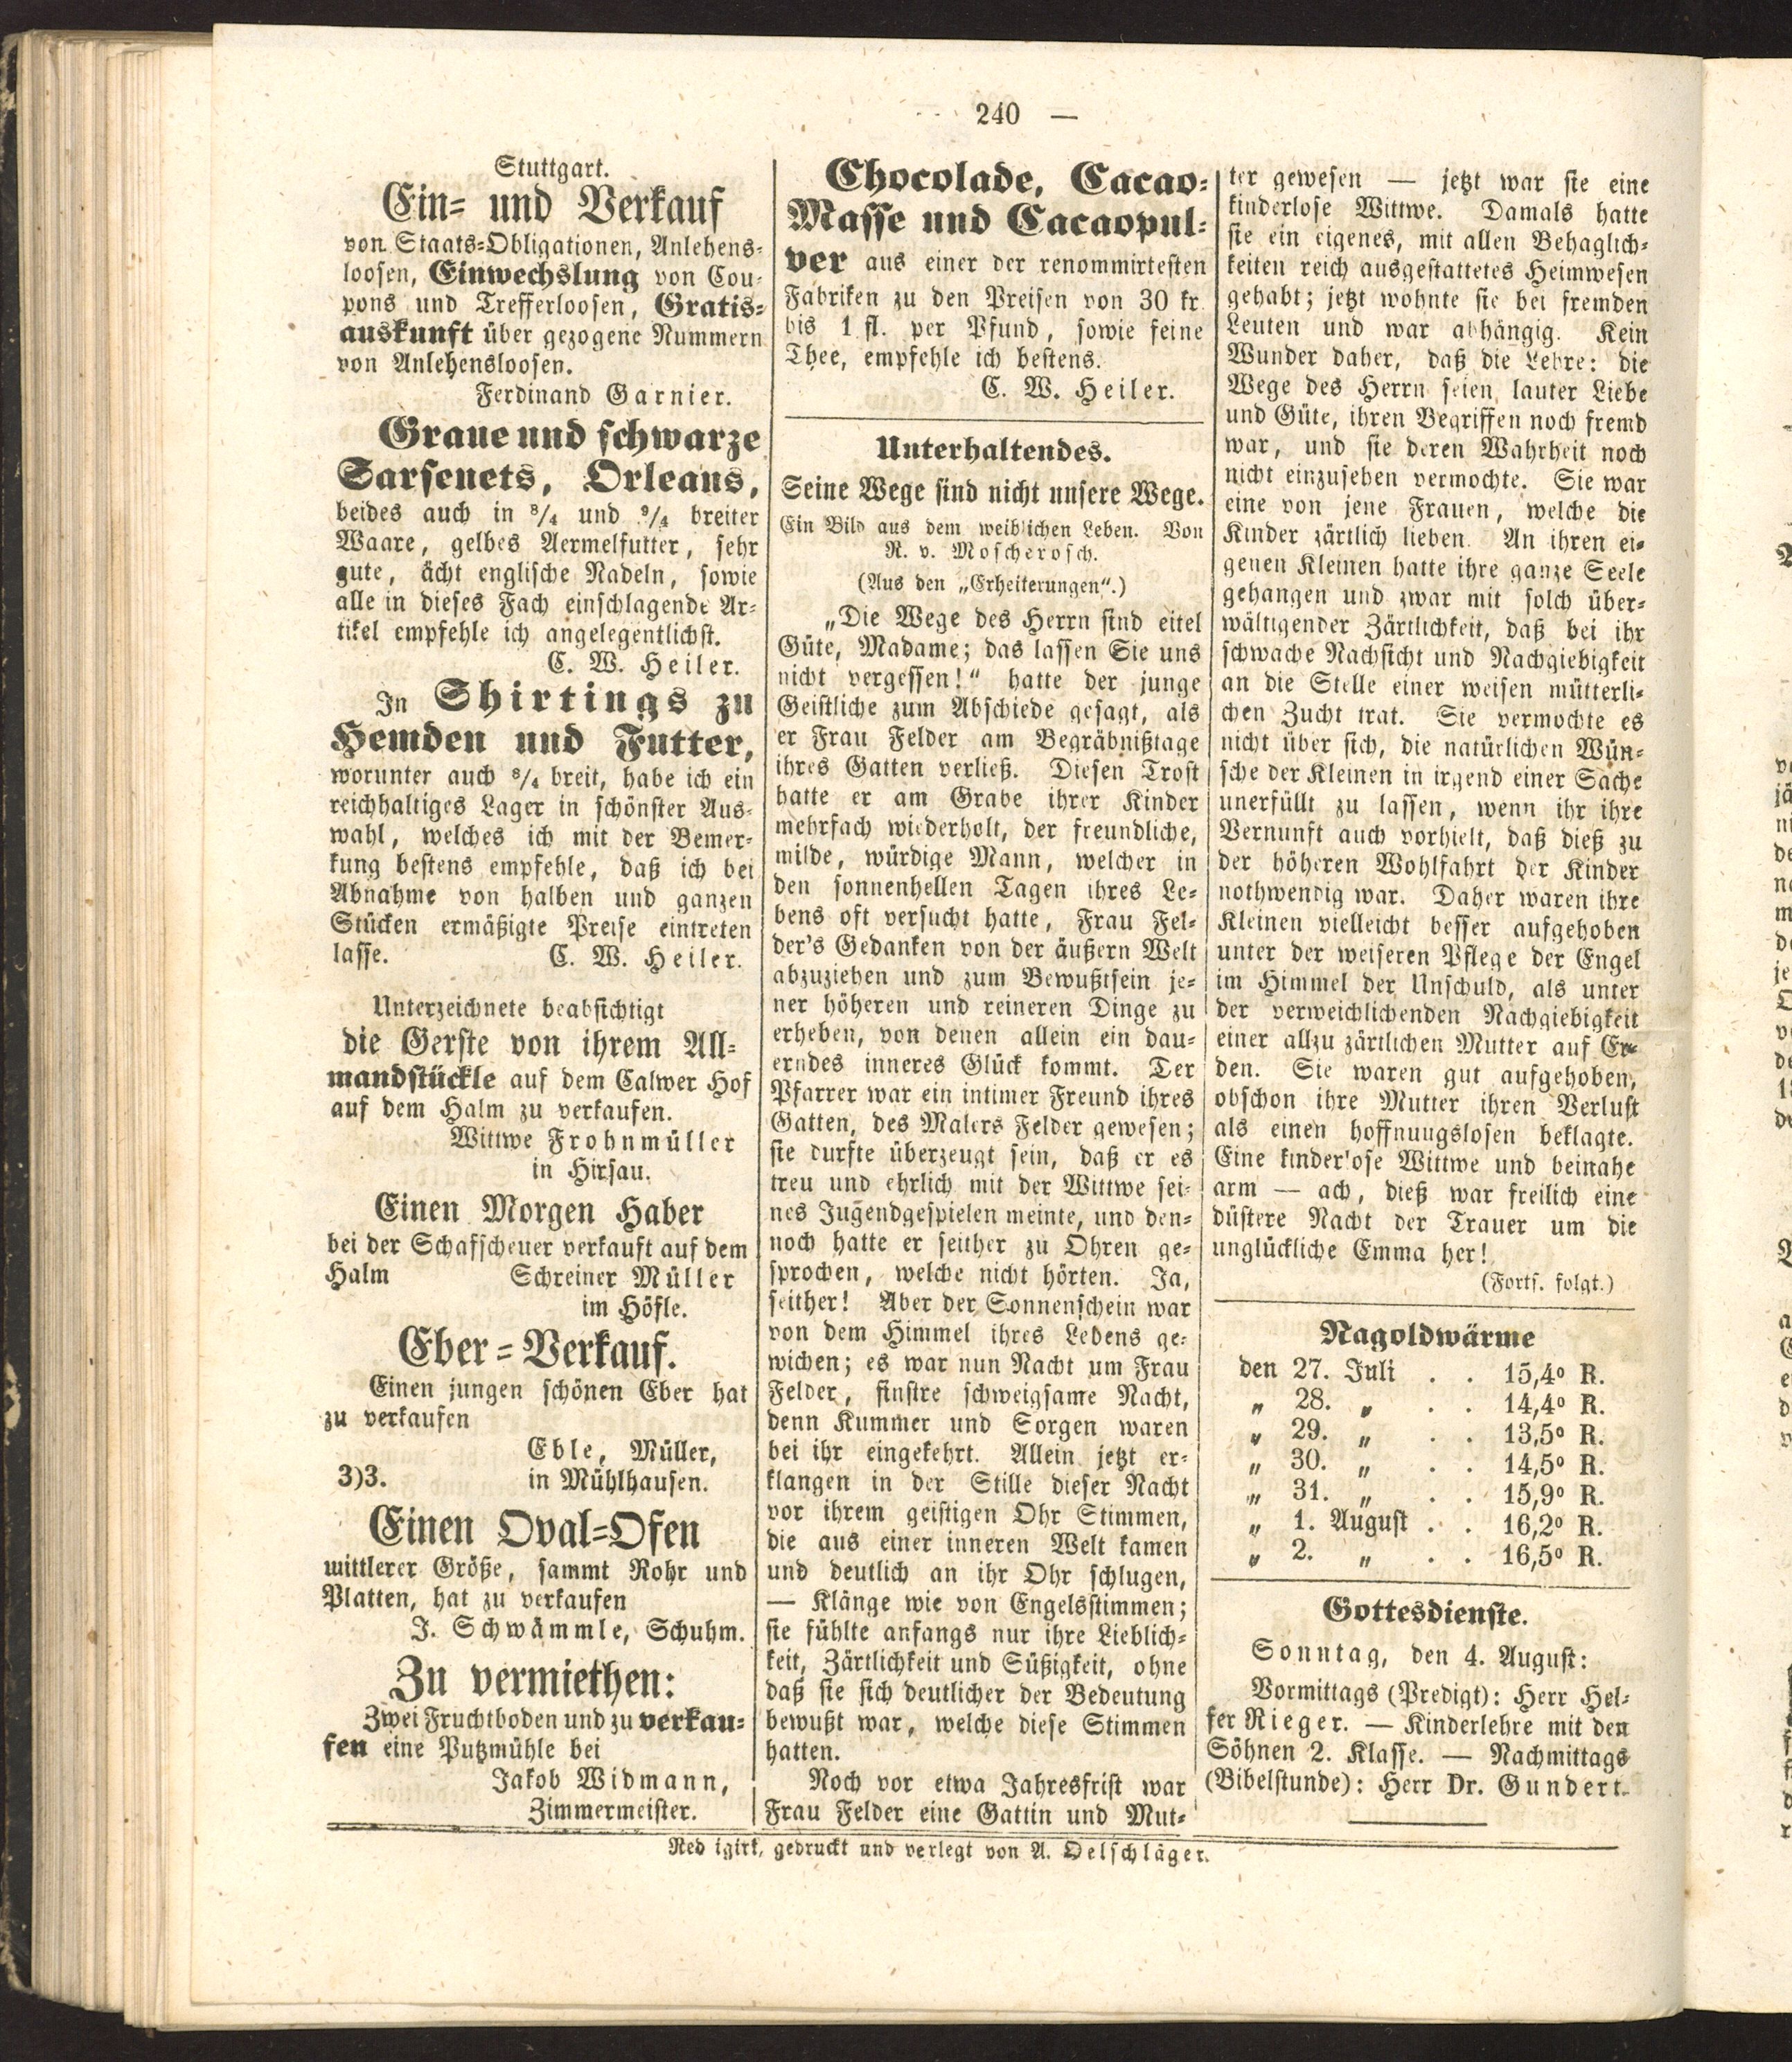 240 —
Stuttgart.
Ein- und Verkauf
von Staats-Obligationen, Anlehens-
loosen, Einwechslung von Cou-
pons und Trefferloosen, Gratis-
auskunft über gezogene Nummern
von Anlehensloosen.
Ferdinand Garnier.
Graue und schwarze
Sarsenets, Orleans,
beides auch in 8/4 und 9/4 breiter
Waare, gelbes Aermelfutter, sehr
gute, ächt englische Nadeln, sowie
alle in dieses Fach einschlagende Ar-
tikel empfehle ich angelegentlichst.
C. W. Heiler.
In Shirtings zu
Hemden und Futter,
worunter auch 8/4 breit, habe ich ein
reichhaltiges Lager in schönster Aus-
wahl, welches ich mit der Bemer-
kung bestens empfehle, daß ich bei
Abnahme von halben und ganzen
Stücken ermäßigte Preise eintreten
lasse. C. W. Heiler.
Unterzeichnete beabsichtigt
die Gerste von ihrem All-
mandstückle auf dem Calwer Hof
auf dem Halm zu verkaufen.
Wittwe Frohnmüller
in Hirsau.
Einen Morgen Haber
bei der Schafscheuer verkauft auf dem
Halm Schreiner Müller
im Höfle.
Eber-Verkauf.
Einen jungen schönen Eber hat
zu verkaufen
Eble, Müller,
3)3. in Mühlhausen.
Einen Oval-Ofen
mittlerer Größe, sammt Rohr und
Platten, hat zu verkaufen
J. Schwämmle, Schuhm.
Zu vermiethen:
Zwei Fruchtboden und zu verkau-
fen eine Putzmühle bei
Jakob Widmann,
Zimmermeister.
Chocolade, Cacao-
Masse und Cacaopul-
ver aus einer der renommirtesten
Fabriken zu den Preisen von 30 kr.
bis 1 fl. per Pfund, sowie feine
Thee, empfehle ich bestens.
C. W. Heiler.
Unterhaltendes.
Seine Wege sind nicht unsere Wege.
Ein Bild aus dem weiblichen Leben. Von
R. v. Moscherosch.
(Aus den „Erheiterungen“.)
„Die Wege des Herrn sind eitel
Güte, Madame; das lassen Sie uns
nicht vergessen!“ hatte der junge
Geistliche zum Abschiede gesagt, als
er Frau Felder am Begräbnißtage
ihres Gatten verließ. Diesen Trost
hatte er am Grabe ihrer Kinder
mehrfach wiederholt, der freundliche,
milde, würdige Mann, welcher in
den sonnenhellen Tagen ihres Le-
bens oft versucht hatte, Frau Fel-
der's Gedanken von der äußern Welt
abzuziehen und zum Bewußtsein je-
ner höheren und reineren Dinge zu
erheben, von denen allein ein dau-
erndes inneres Glück kommt. Der
Pfarrer war ein intimer Freund ihres
Gatten, des Malers Felder gewesen;
sie durfte überzeugt sein, daß er es
treu und ehrlich mit der Wittwe sei-
nes Jugendgespielen meinte, und den-
noch hatte er seither zu Ohren ge-
sprochen, welche nicht hörten. Ja,
seither! Aber der Sonnenschein war
von dem Himmel ihres Lebens ge-
wichen; es war nun Nacht um Frau
Felder, finstre schweigsame Nacht,
denn Kummer und Sorgen waren
bei ihr eingekehrt. Allein jetzt er-
klangen in der Stille dieser Nacht
vor ihrem geistigen Ohr Stimmen,
die aus einer inneren Welt kamen
und deutlich an ihr Ohr schlugen,
— Klänge wie von Engelsstimmen;
sie fühlte anfangs nur ihre Lieblich-
keit, Zärtlichkeit und Süßigkeit, ohne
daß sie sich deutlicher der Bedeutung
bewußt war, welche diese Stimmen
hatten.
Noch vor etwa Jahresfrist war
Frau Felder eine Gattin und Mut-
ter gewesen — jetzt war sie eine
kinderlose Wittwe. Damals hatte
sie ein eigenes, mit allen Behaglich-
keiten reich ausgestattetes Heimwesen
gehabt; jetzt wohnte sie bei fremden
Leuten und war abhängig. Kein
Wunder daher, daß die Lehre: die
Wege des Herrn seien lauter Liebe
und Güte, ihren Begriffen noch fremd
war, und sie deren Wahrheit noch
nicht einzusehen vermochte. Sie war
eine von jene Frauen, welche die
Kinder zärtlich lieben. An ihren ei-
genen Kleinen hatte ihre ganze Seele
gehangen und zwar mit solch über-
wältigender Zärtlichkeit, daß bei ihr
schwache Nachsicht und Nachgiebigkeit
an die Stelle einer weisen mütterli-
chen Zucht trat. Sie vermochte es
nicht über sich, die natürlichen Wün-
sche der Kleinen in irgend einer Sache
unerfüllt zu lassen, wenn ihr ihre
Vernunft auch vorhielt, daß dieß zu
der höheren Wohlfahrt der Kinder
nothwendig war. Daher waren ihre
Kleinen vielleicht besser aufgehoben
unter der weiseren Pflege der Engel
im Himmel der Unschuld, als unter
der verweichlichenden Nachgiebigkeit
einer allzu zärtlichen Mutter auf Er-
den. Sie waren gut aufgehoben,
obschon ihre Mutter ihren Verlust
als einen hoffnungslosen beklagte.
Eine kinderlose Wittwe und beinahe
arm — ach, dieß war freilich eine
düstere Nacht der Trauer um die
unglückliche Emma her!
(Forts. folgt.)
Nagoldwärme
den 27. Juli . . 15,4° R.
„ 28. „ . . 14,4° R.
„ 29. „ . . 13,5° R.
„ 30. „ . . 14,5° R.
„ 31. „ . . 15,9° R.
„ 1. August . . 16,2° R.
„ 2. „ . . 16,5° R.
Gottesdienste.
Sonntag, den 4. August:
Vormittags (Predigt): Herr Hel-
fer Rieger. — Kinderlehre mit den
Söhnen 2. Klasse. — Nachmittags
(Bibelstunde): Herr Dr. Gundert.
Red igirt, gedruckt und verlegt von A. Oelschläger.